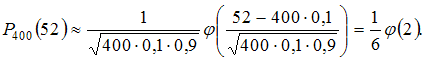 P₄₀₀(52) ≈ 1/√(400·0,1·0,9) φ((52 − 400·0,1)/√(400·0,1·0,9)) = 1/6 φ(2).